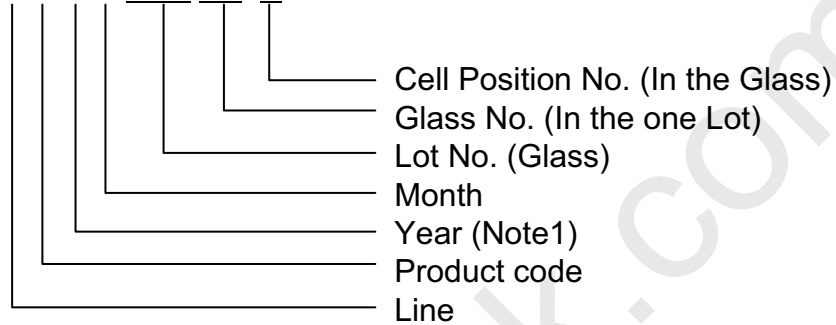 Cell Position No. (In the Glass)
Glass No. (In the one Lot)
Lot No. (Glass)
Month
Year (Note1)
Product code
Line
k.com